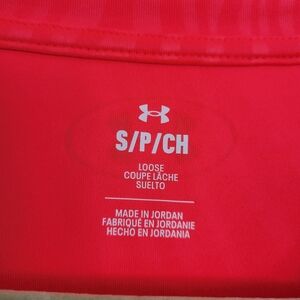 S/P/CH
LOOSE
COUPE LÂCHE
SUELTO
MADE IN JORDAN
FABRIQUÉ EN JORDANIE
HECHO EN JORDANIA